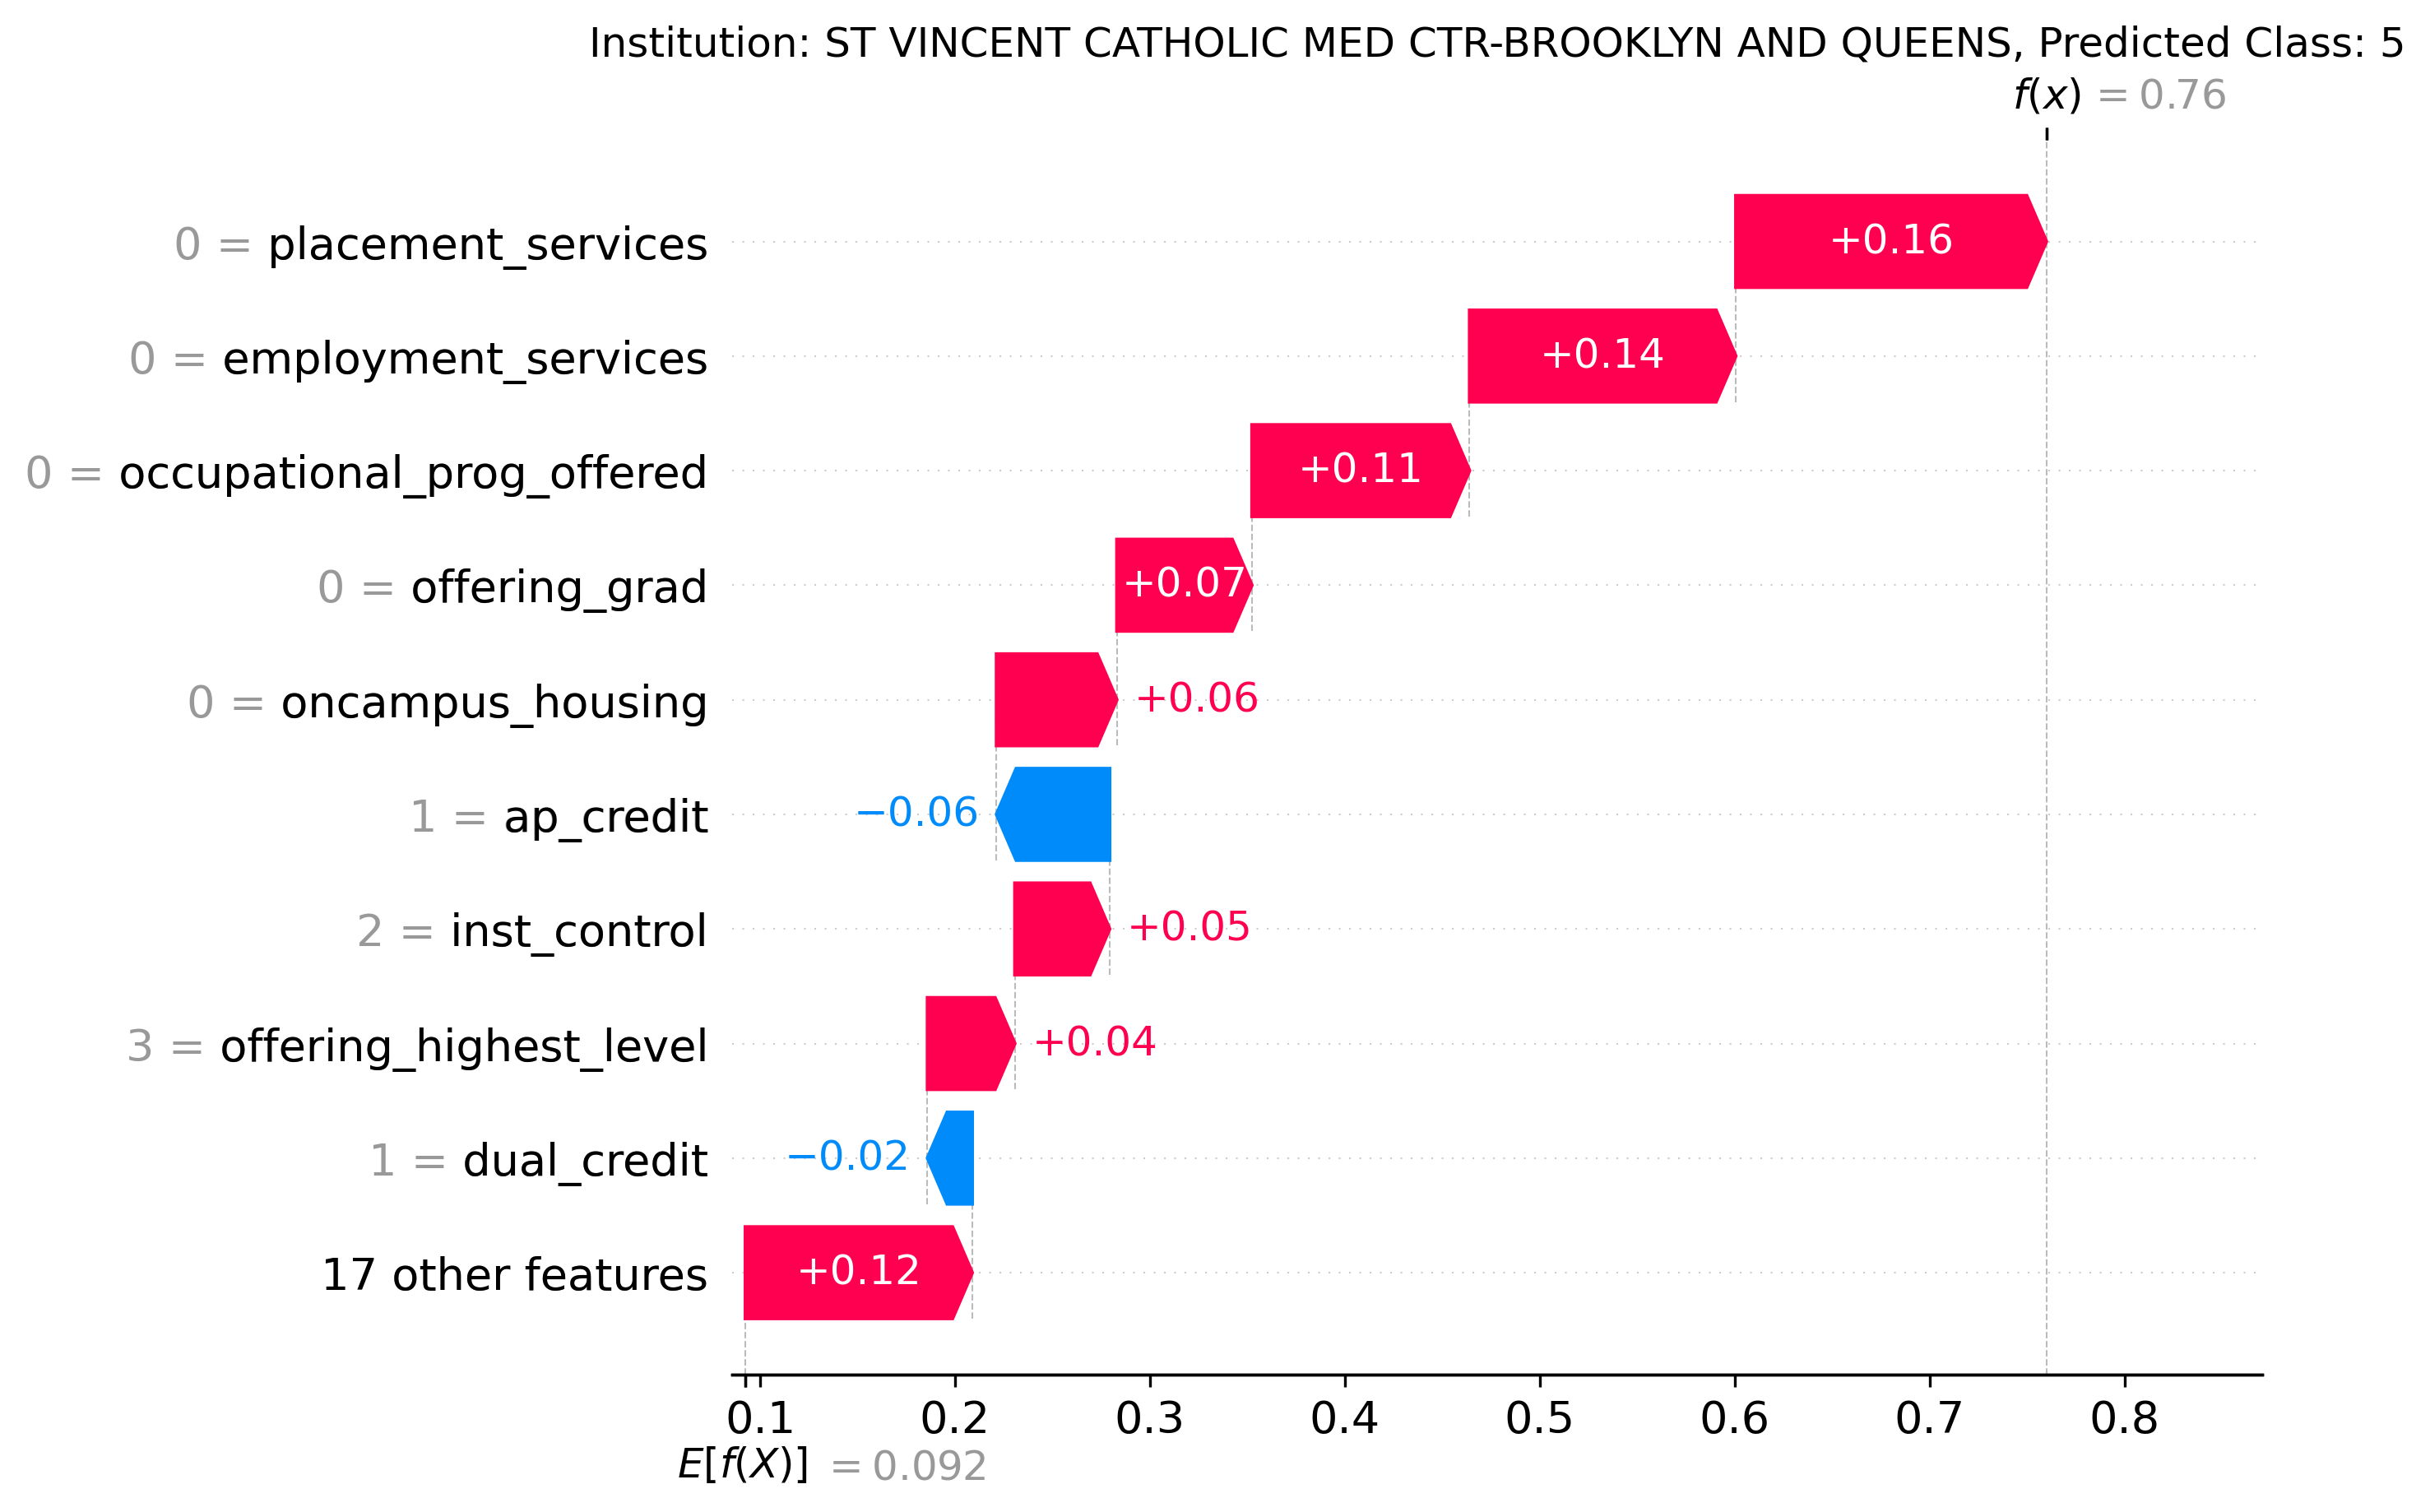 Institution: ST VINCENT CATHOLIC MED CTR-BROOKLYN AND QUEENS, Predicted Class: 5
f(x) = 0.76
0 = placement_services +0.16
0 = employment_services +0.14
0 = occupational_prog_offered +0.11
0 = offering_grad +0.07
0 = oncampus_housing +0.06
1 = ap_credit −0.06
2 = inst_control +0.05
3 = offering_highest_level +0.04
1 = dual_credit −0.02
17 other features +0.12
0.1 0.2 0.3 0.4 0.5 0.6 0.7 0.8
E[f(X)] = 0.092